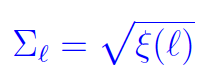 Σ_ℓ = √ξ(ℓ)